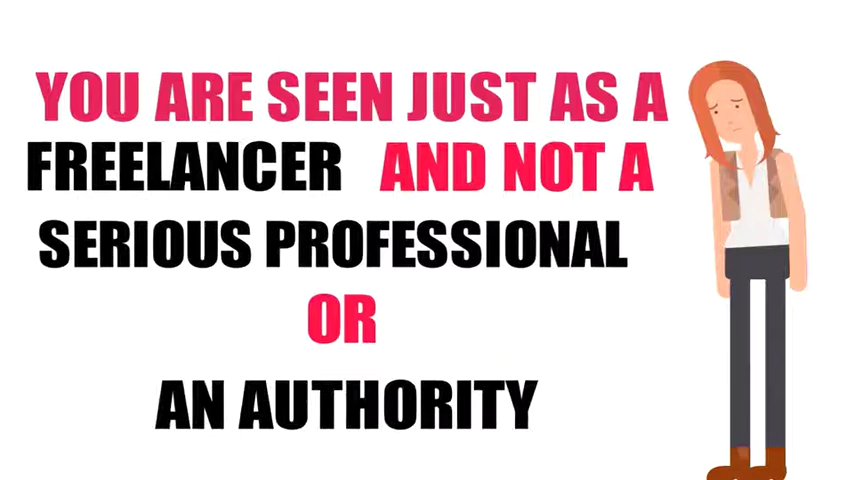 YOU ARE SEEN JUST AS A
FREELANCER AND NOT A
SERIOUS PROFESSIONAL
OR
AN AUTHORITY